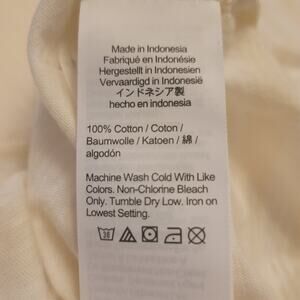 Made in Indonesia
Fabriqué en Indonésie
Hergestellt in Indonesien
Vervaardigd in Indonesië
インドネシア製
hecho en indonesia
100% Cotton / Coton /
Baumwolle / Katoen / 綿 /
algodón
Machine Wash Cold With Like
Colors. Non-Chlorine Bleach
Only. Tumble Dry Low. Iron on
Lowest Setting.
30